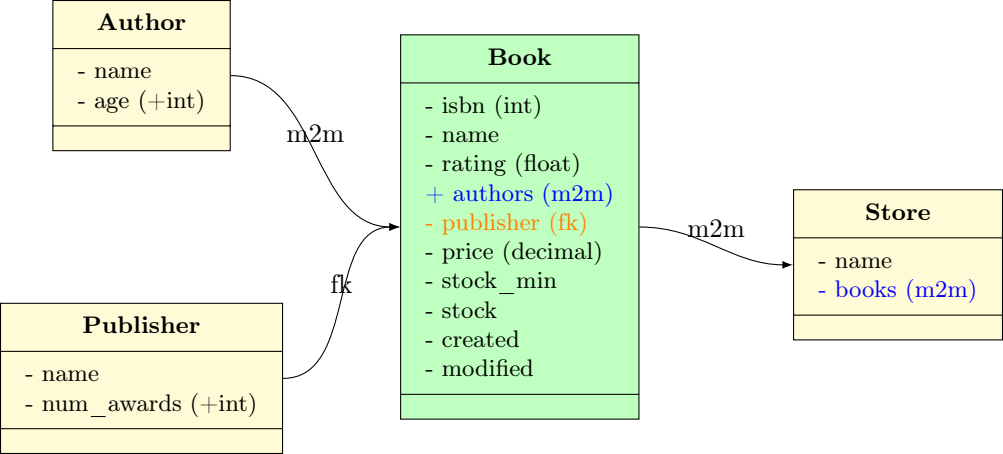 Author
- name
- age (+int)
m2m
Publisher
- name
- num_awards (+int)
fk
Book
- isbn (int)
- name
- rating (float)
+ authors (m2m)
- publisher (fk)
- price (decimal)
- stock_min
- stock
- created
- modified
m2m
Store
- name
- books (m2m)